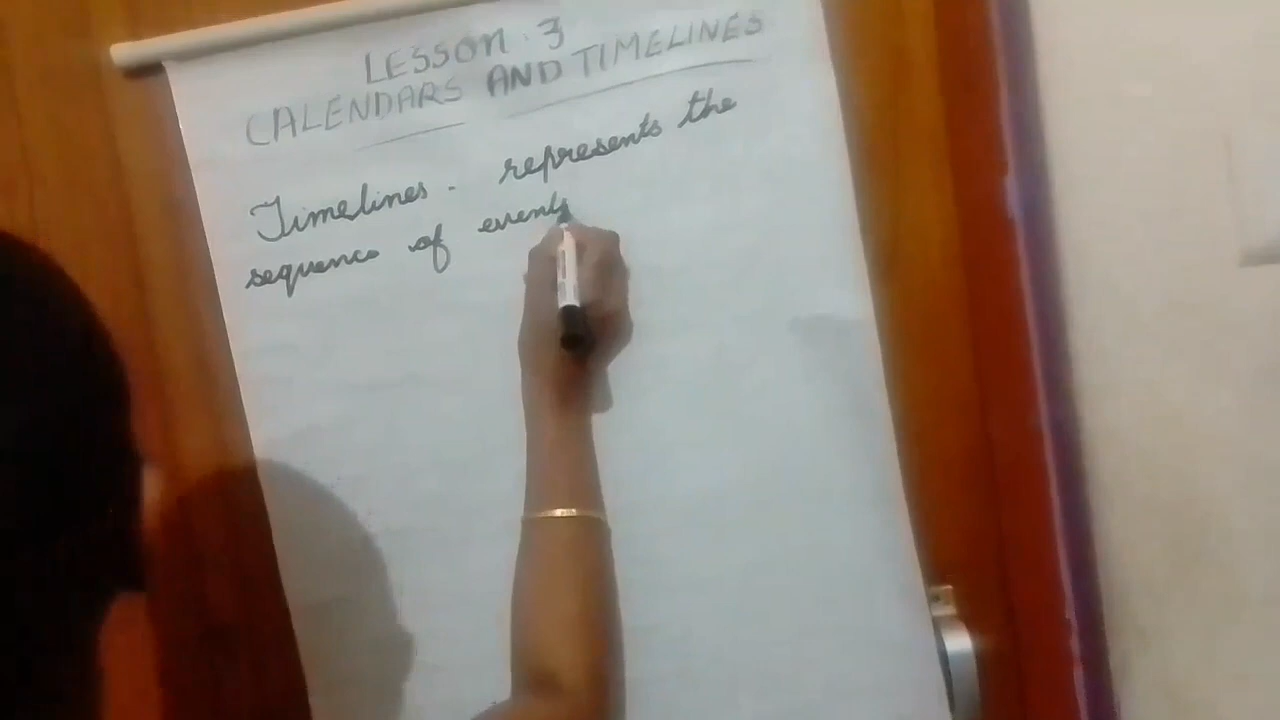 LESSON : 3
CALENDARS AND TIMELINES
Timelines - represents the
sequence of events